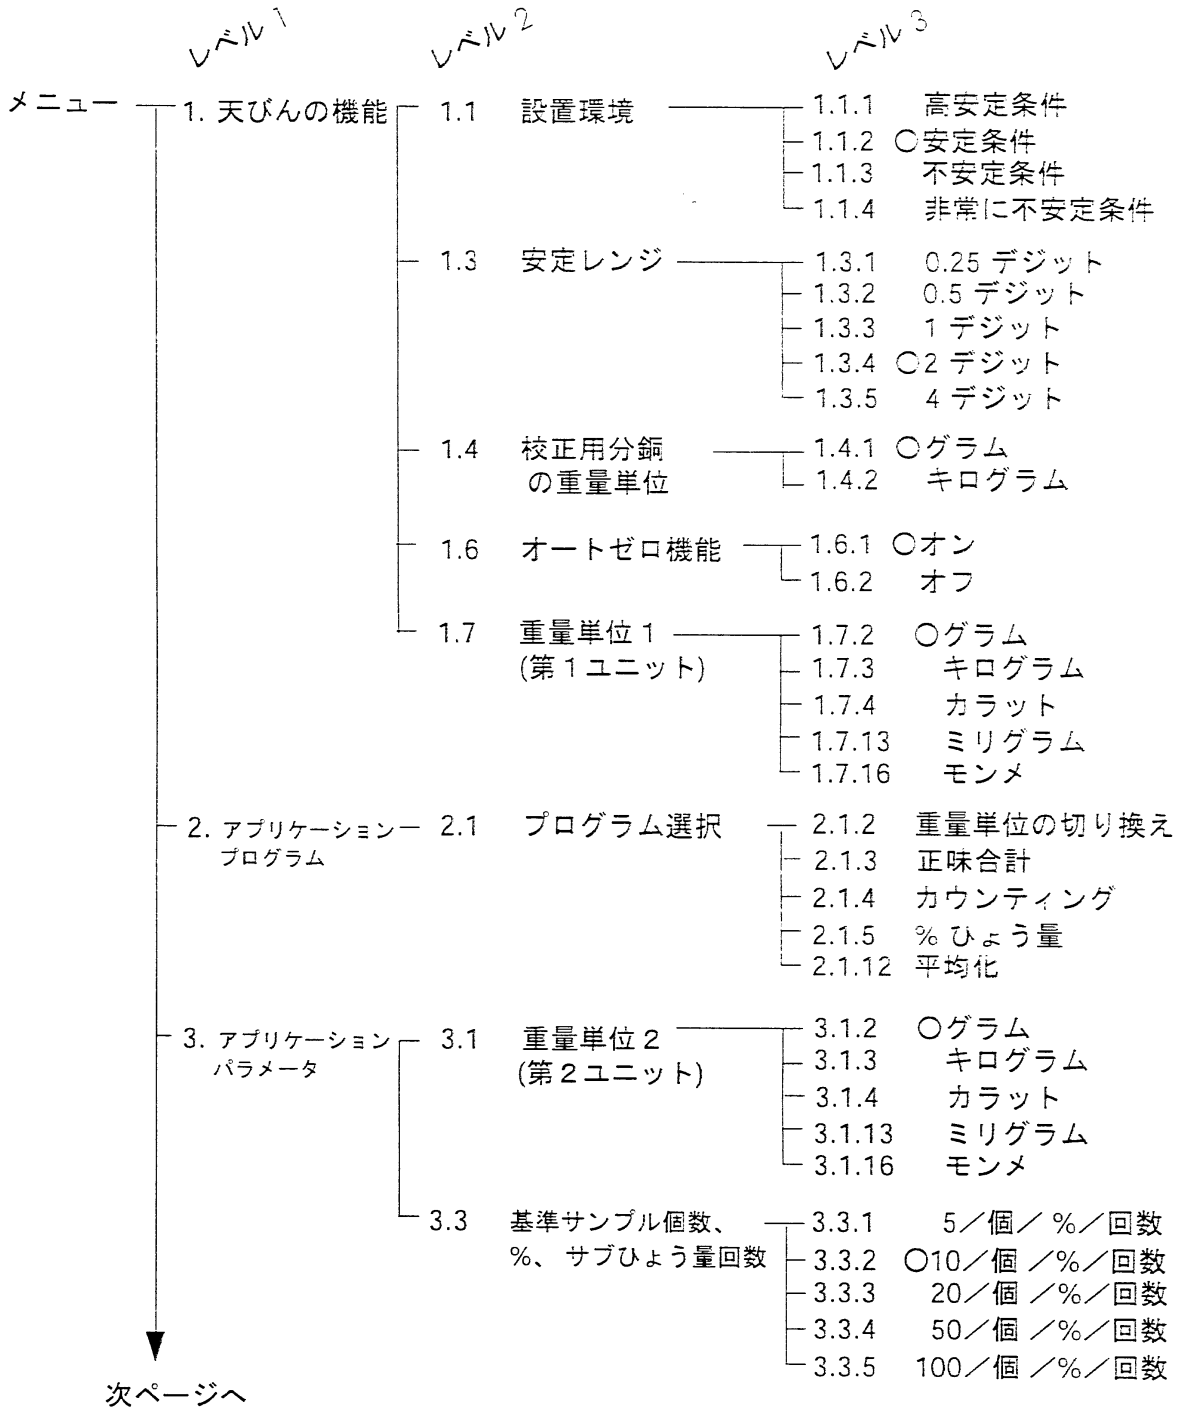 レベル 1 レベル 2 レベル 3
メニュー 1. 天びんの機能 1.1 設置環境 1.1.1 高安定条件
1.1.2 〇安定条件
1.1.3 不安定条件
1.1.4 非常に不安定条件
1.3 安定レンジ 1.3.1 0.25 デジット
1.3.2 0.5 デジット
1.3.3 1 デジット
1.3.4 〇2 デジット
1.3.5 4 デジット
1.4 校正用分銅 1.4.1 〇グラム
の重量単位 1.4.2 キログラム
1.6 オートゼロ機能 1.6.1 〇オン
1.6.2 オフ
1.7 重量単位1 1.7.2 〇グラム
(第1ユニット) 1.7.3 キログラム
1.7.4 カラット
1.7.13 ミリグラム
1.7.16 モンメ
2. アプリケーション 2.1 プログラム選択 2.1.2 重量単位の切り換え
プログラム 2.1.3 正味合計
2.1.4 カウンティング
2.1.5 % ひょう量
2.1.12 平均化
3. アプリケーション 3.1 重量単位2 3.1.2 〇グラム
パラメータ (第2ユニット) 3.1.3 キログラム
3.1.4 カラット
3.1.13 ミリグラム
3.1.16 モンメ
3.3 基準サンプル個数、 3.3.1 5/個/ %/回数
%、サブひょう量回数 3.3.2 〇10/個 /%/回数
3.3.3 20/個 /%/回数
3.3.4 50/個 /%/回数
3.3.5 100/個 /%/回数
次ページへ